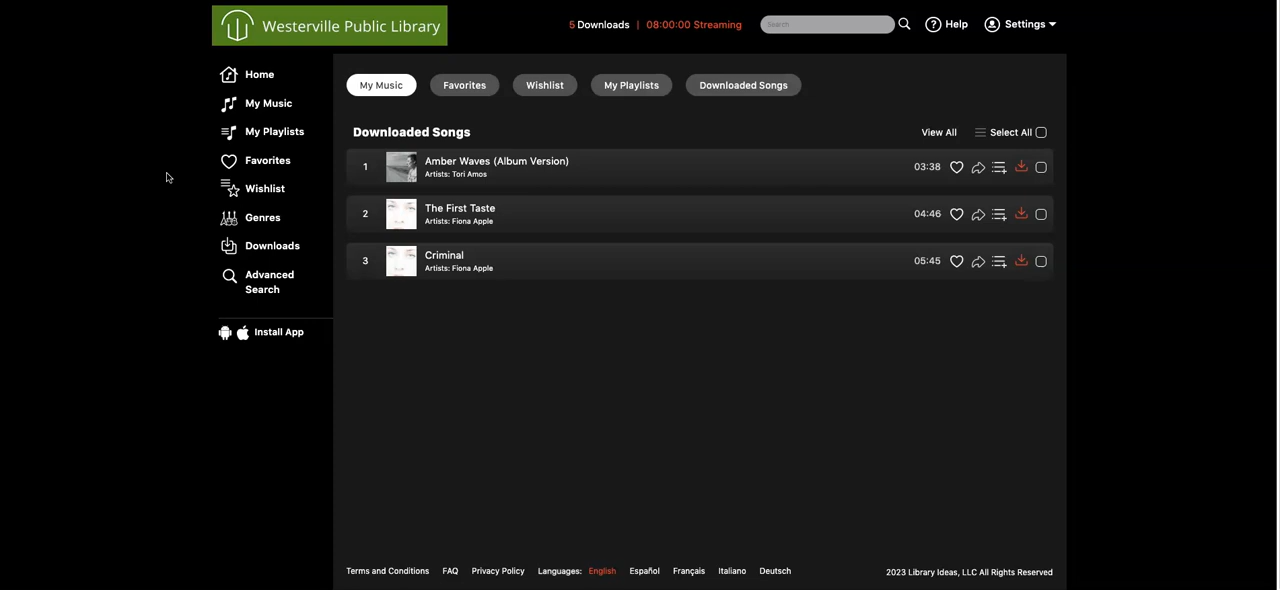 Westerville Public Library
5 Downloads | 08:00:00 Streaming
Search
Help
Settings
Home
My Music
My Playlists
Favorites
Wishlist
Genres
Downloads
Advanced
Search
Install App
My Music
Favorites
Wishlist
My Playlists
Downloaded Songs
Downloaded Songs
View All
Select All
1
Amber Waves (Album Version)
Artists: Tori Amos
03:38
2
The First Taste
Artists: Fiona Apple
04:46
3
Criminal
Artists: Fiona Apple
05:45
Terms and Conditions FAQ Privacy Policy Languages: English Español Français Italiano Deutsch
2023 Library Ideas, LLC All Rights Reserved